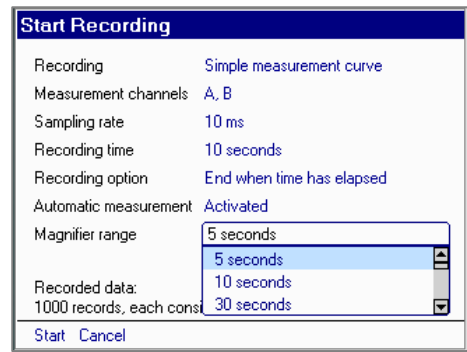 Start Recording
Recording Simple measurement curve
Measurement channels A, B
Sampling rate 10 ms
Recording time 10 seconds
Recording option End when time has elapsed
Automatic measurement Activated
Magnifier range 5 seconds
5 seconds
10 seconds
30 seconds
Recorded data:
1000 records, each
Start Cancel